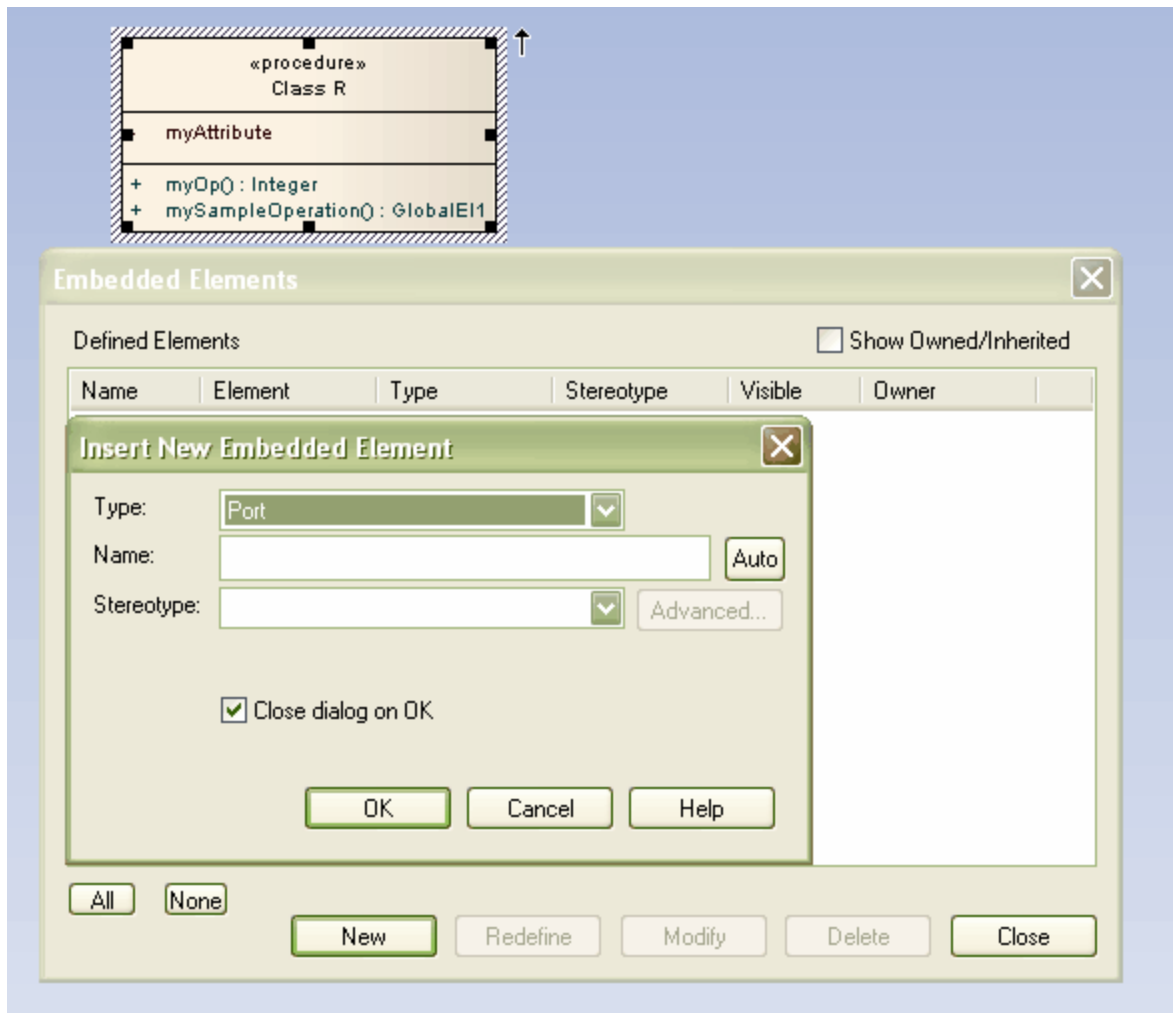 «procedure»
Class R
- myAttribute
+ myOp() : Integer
+ mySampleOperation() : GlobalEl1
Embedded Elements
Defined Elements
Show Owned/Inherited
Name Element Type Stereotype Visible Owner
Insert New Embedded Element
Type: Port
Name: Auto
Stereotype: Advanced...
Close dialog on OK
OK Cancel Help
All None
New Redefine Modify Delete Close